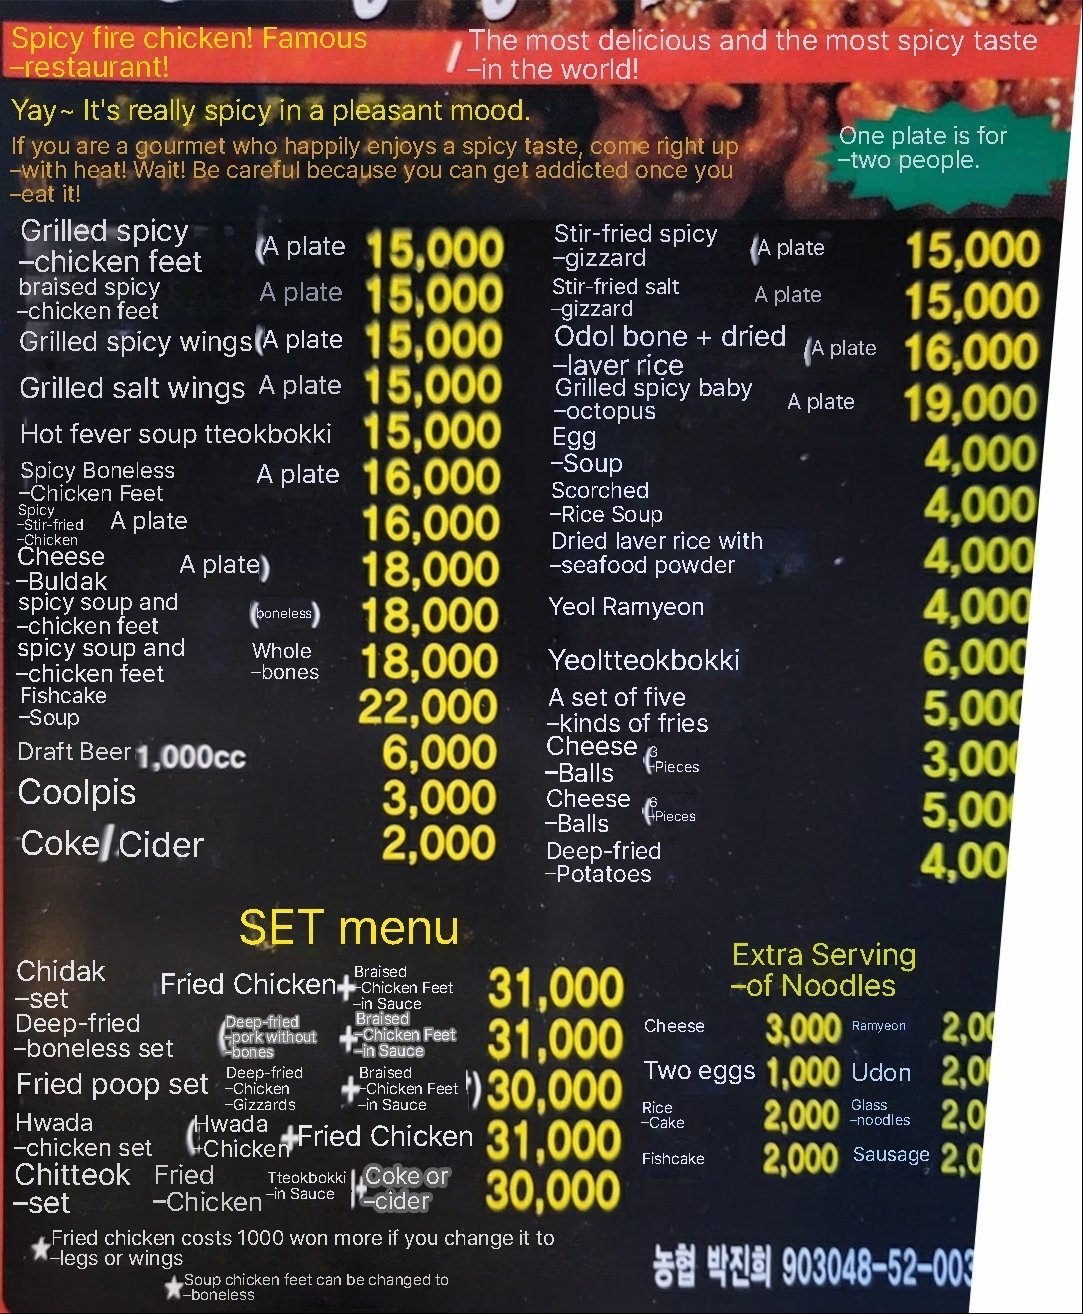 Spicy fire chicken! Famous
–restaurant!
/
The most delicious and the most spicy taste
–in the world!
Yay~ It's really spicy in a pleasant mood.
If you are a gourmet who happily enjoys a spicy taste, come right up
–with heat! Wait! Be careful because you can get addicted once you
–eat it!
One plate is for
–two people.
Grilled spicy
–chicken feet (A plate 15,000
braised spicy
–chicken feet A plate 15,000
Grilled spicy wings (A plate 15,000
Grilled salt wings A plate 15,000
Hot fever soup tteokbokki 15,000
Spicy Boneless
–Chicken Feet A plate 16,000
Spicy
–Stir-fried
–Chicken A plate 16,000
Cheese
–Buldak A plate) 18,000
spicy soup and
–chicken feet (boneless) 18,000
spicy soup and
–chicken feet Whole
–bones 18,000
Fishcake
–Soup 22,000
Draft Beer 1,000cc 6,000
Coolpis 3,000
Coke/Cider 2,000
Stir-fried spicy
–gizzard (A plate 15,000
Stir-fried salt
–gizzard A plate 15,000
Odol bone + dried
–laver rice (A plate 16,000
Grilled spicy baby
–octopus A plate 19,000
Egg
–Soup 4,000
Scorched
–Rice Soup 4,000
Dried laver rice with
–seafood powder 4,000
Yeol Ramyeon 4,000
Yeoltteokbokki 6,000
A set of five
–kinds of fries 5,000
Cheese
–Balls (3
–Pieces 3,000
Cheese
–Balls (6
–Pieces 5,000
Deep-fried
–Potatoes 4,00
SET menu
Chidak
–set Fried Chicken + Braised
–Chicken Feet
–in Sauce 31,000
Deep-fried
–boneless set (Deep-fried
–pork without
–bones + Braised
–Chicken Feet
–in Sauce 31,000
Fried poop set Deep-fried
–Chicken
–Gizzards + Braised
–Chicken Feet
–in Sauce ) 30,000
Hwada
–chicken set (Hwada
–Chicken + Fried Chicken 31,000
Chitteok
–set Fried
–Chicken Tteokbokki
–in Sauce + Coke or
–cider 30,000
★Fried chicken costs 1000 won more if you change it to
–legs or wings
★Soup chicken feet can be changed to
–boneless
Extra Serving
–of Noodles
Cheese 3,000 Ramyeon 2,00
Two eggs 1,000 Udon 2,0
Rice
–Cake 2,000 Glass
–noodles 2,0
Fishcake 2,000 Sausage 2,0
농협 박진희 903048-52-003